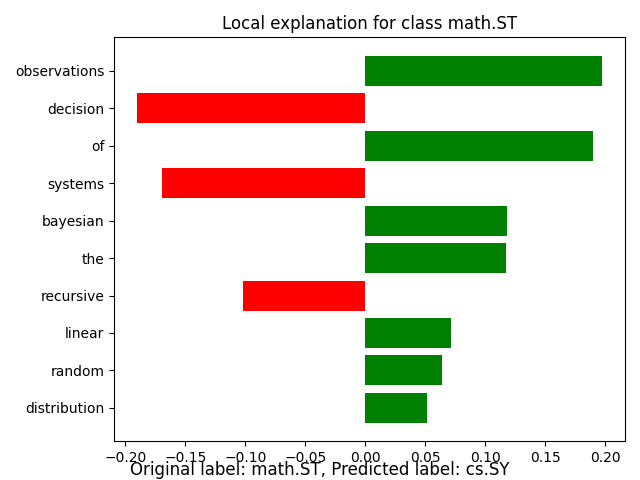 Local explanation for class math.ST
observations
decision
of
systems
bayesian
the
recursive
linear
random
distribution
−0.20 −0.15 −0.10 −0.05 0.00 0.05 0.10 0.15 0.20
Original label: math.ST, Predicted label: cs.SY